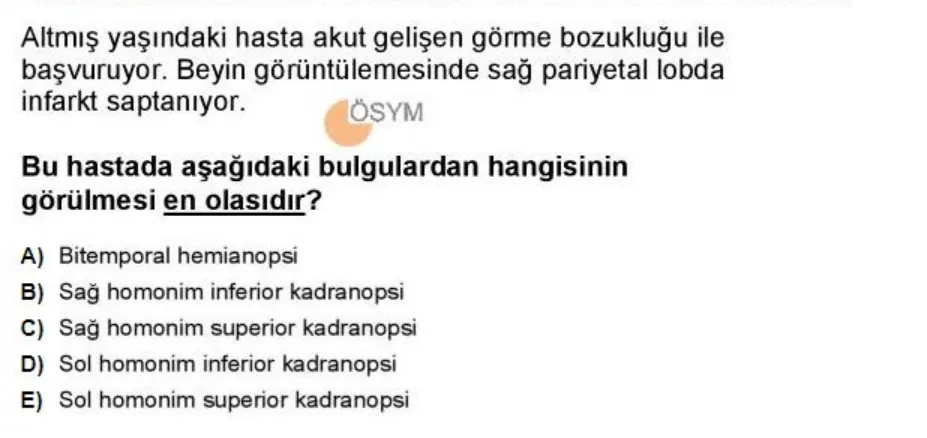 Altmış yaşındaki hasta akut gelişen görme bozukluğu ile
başvuruyor. Beyin görüntülemesinde sağ pariyetal lobda
infarkt saptanıyor.
ÖSYM
Bu hastada aşağıdaki bulgulardan hangisinin
görülmesi en olasıdır?
A) Bitemporal hemianopsi
B) Sağ homonim inferior kadranopsi
C) Sağ homonim superior kadranopsi
D) Sol homonim inferior kadranopsi
E) Sol homonim superior kadranopsi